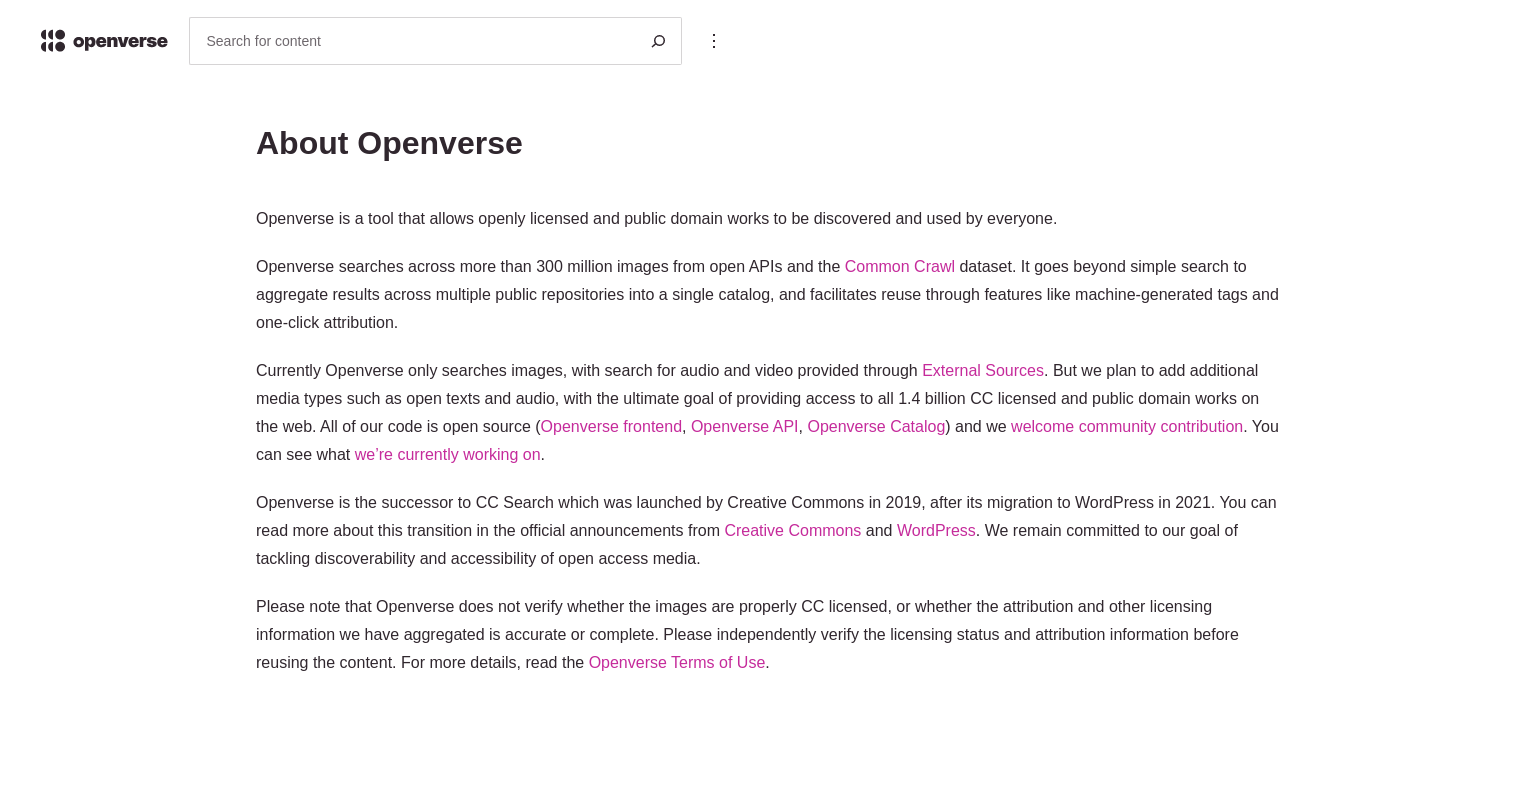 openverse
Search for content
About Openverse
Openverse is a tool that allows openly licensed and public domain works to be discovered and used by everyone.
Openverse searches across more than 300 million images from open APIs and the Common Crawl dataset. It goes beyond simple search to
aggregate results across multiple public repositories into a single catalog, and facilitates reuse through features like machine-generated tags and
one-click attribution.
Currently Openverse only searches images, with search for audio and video provided through External Sources. But we plan to add additional
media types such as open texts and audio, with the ultimate goal of providing access to all 1.4 billion CC licensed and public domain works on
the web. All of our code is open source (Openverse frontend, Openverse API, Openverse Catalog) and we welcome community contribution. You
can see what we’re currently working on.
Openverse is the successor to CC Search which was launched by Creative Commons in 2019, after its migration to WordPress in 2021. You can
read more about this transition in the official announcements from Creative Commons and WordPress. We remain committed to our goal of
tackling discoverability and accessibility of open access media.
Please note that Openverse does not verify whether the images are properly CC licensed, or whether the attribution and other licensing
information we have aggregated is accurate or complete. Please independently verify the licensing status and attribution information before
reusing the content. For more details, read the Openverse Terms of Use.